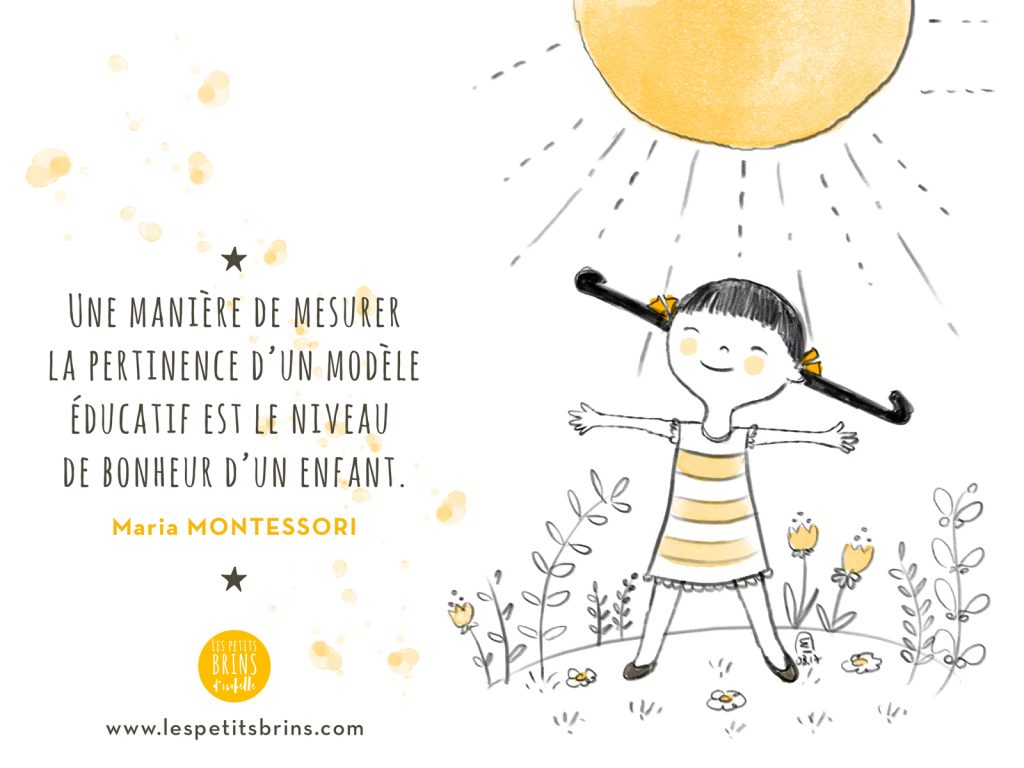 Une manière de mesurer
la pertinence d’un modèle
éducatif est le niveau
de bonheur d’un enfant.
Maria MONTESSORI
Les petits
BRINS
d’isabelle
www.lespetitsbrins.com